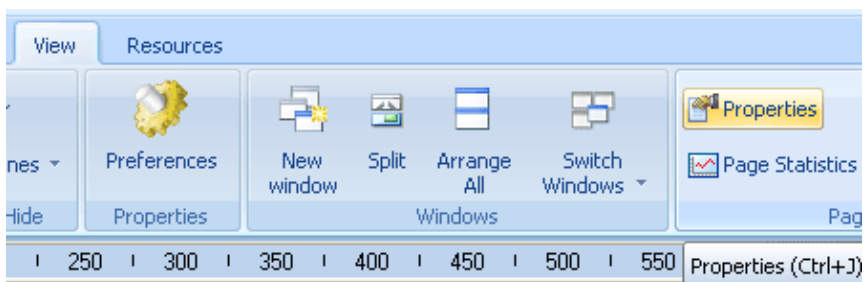 View Resources
Properties
nes Preferences New Split Arrange Switch Page Statistics
window All Windows
Hide Properties Windows Pag
250 300 350 400 450 500 550 Properties (Ctrl+J)